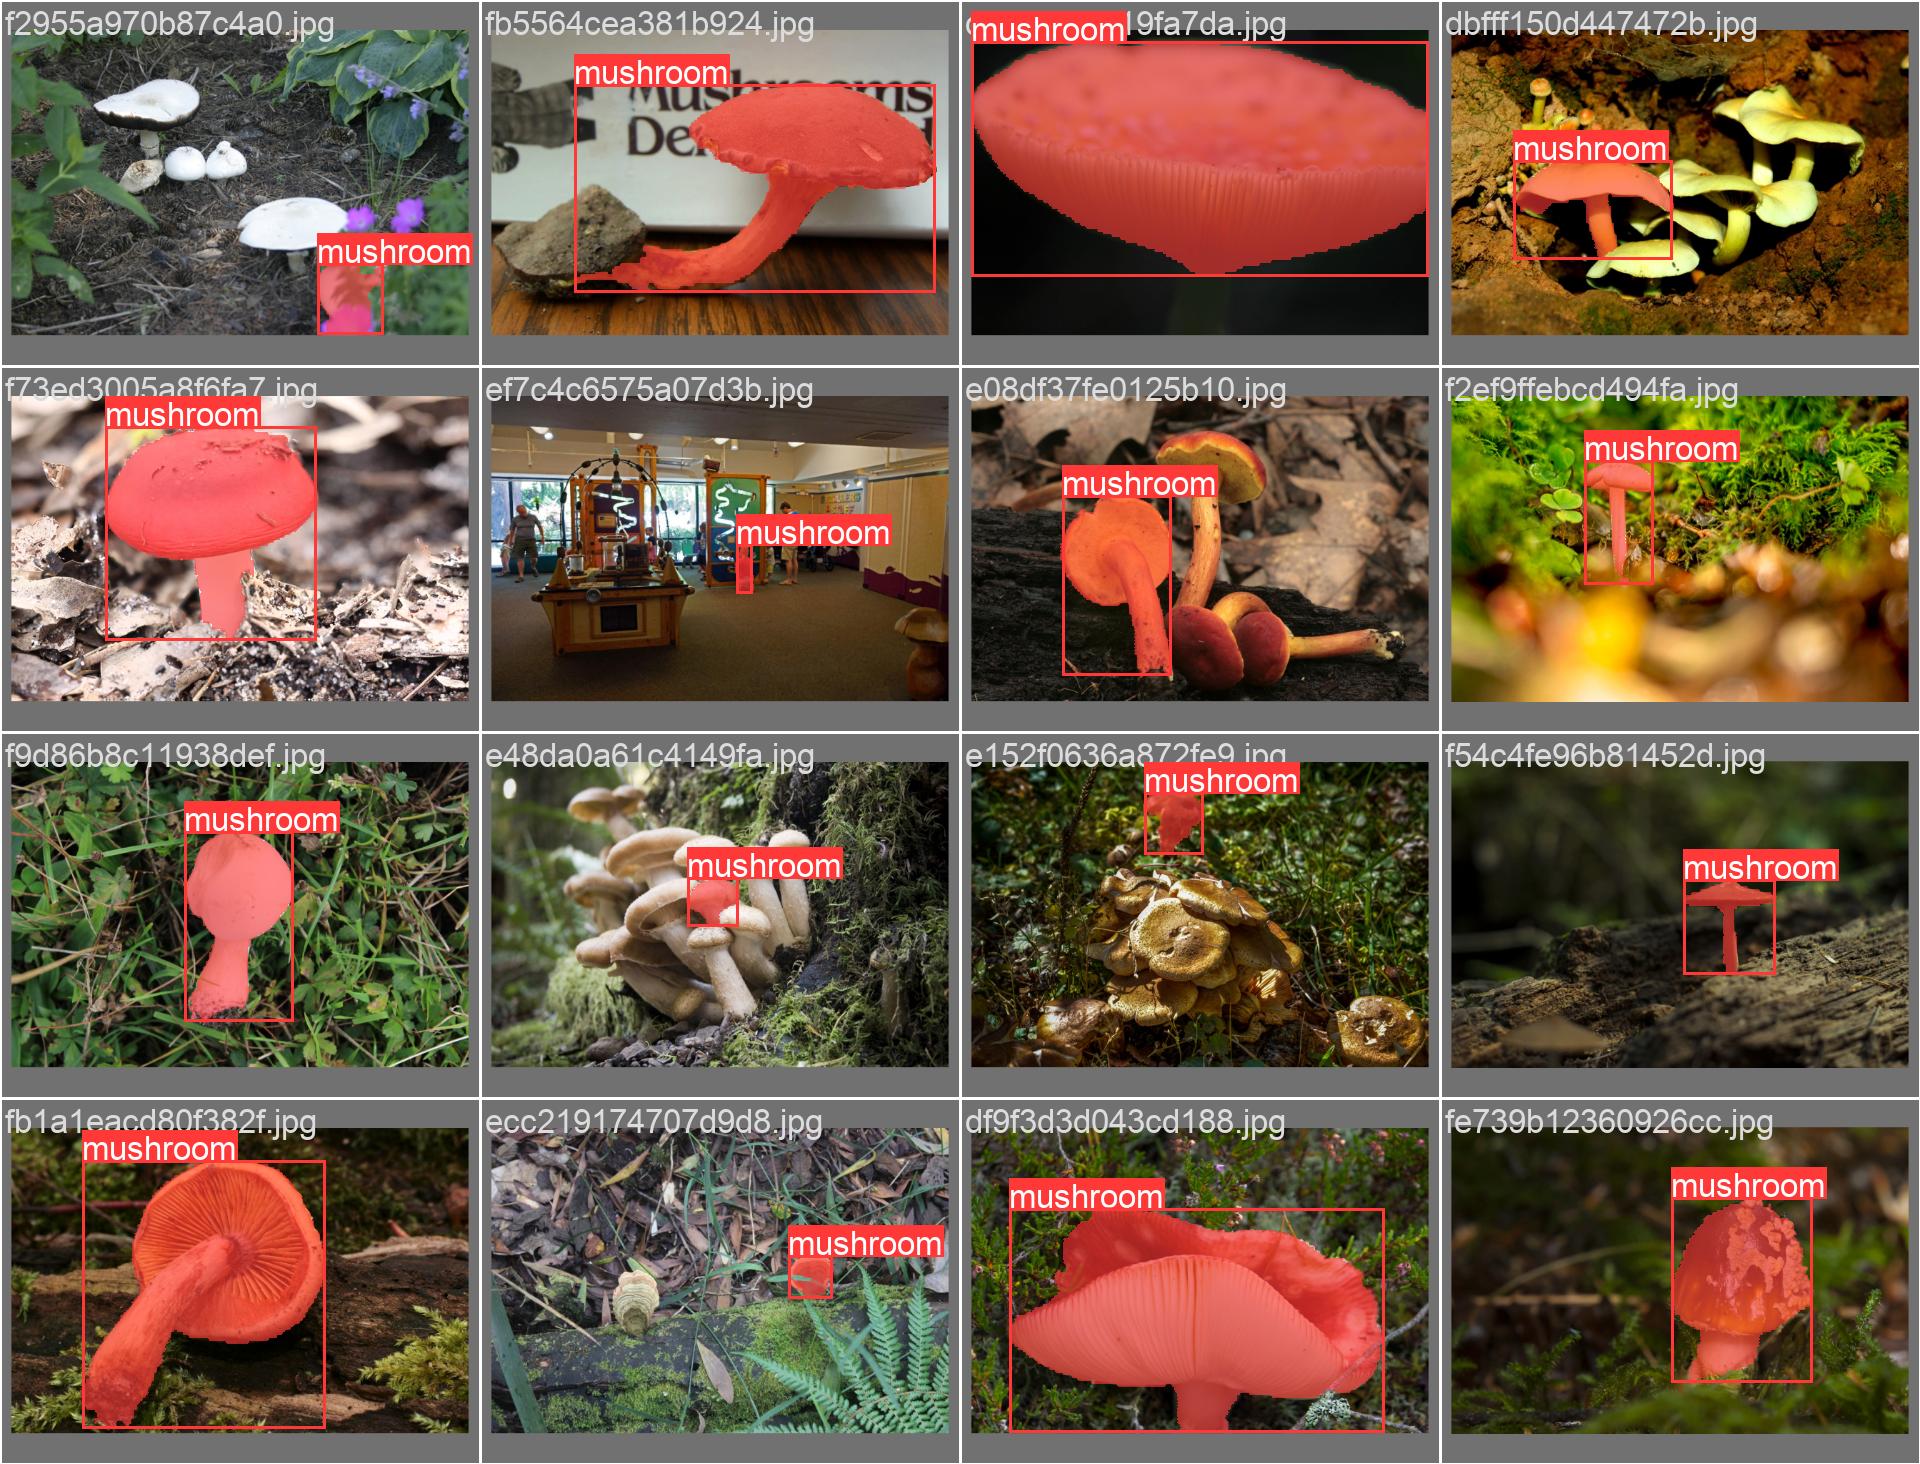 f2955a970b87c4a0.jpg
mushroom
fb5564cea381b924.jpg
mushroom
Mushrooms
mushroom
19fa7da.jpg
dbfff150d447472b.jpg
mushroom
f73ed3005a8f6fa7.jpg
mushroom
ef7c4c6575a07d3b.jpg
mushroom
e08df37fe0125b10.jpg
mushroom
f2ef9ffebcd494fa.jpg
mushroom
f9d86b8c11938def.jpg
mushroom
e48da0a61c4149fa.jpg
mushroom
e152f0636a872fe9.jpg
mushroom
f54c4fe96b81452d.jpg
mushroom
fb1a1eacd80f382f.jpg
mushroom
ecc219174707d9d8.jpg
mushroom
df9f3d3d043cd188.jpg
mushroom
fe739b12360926cc.jpg
mushroom